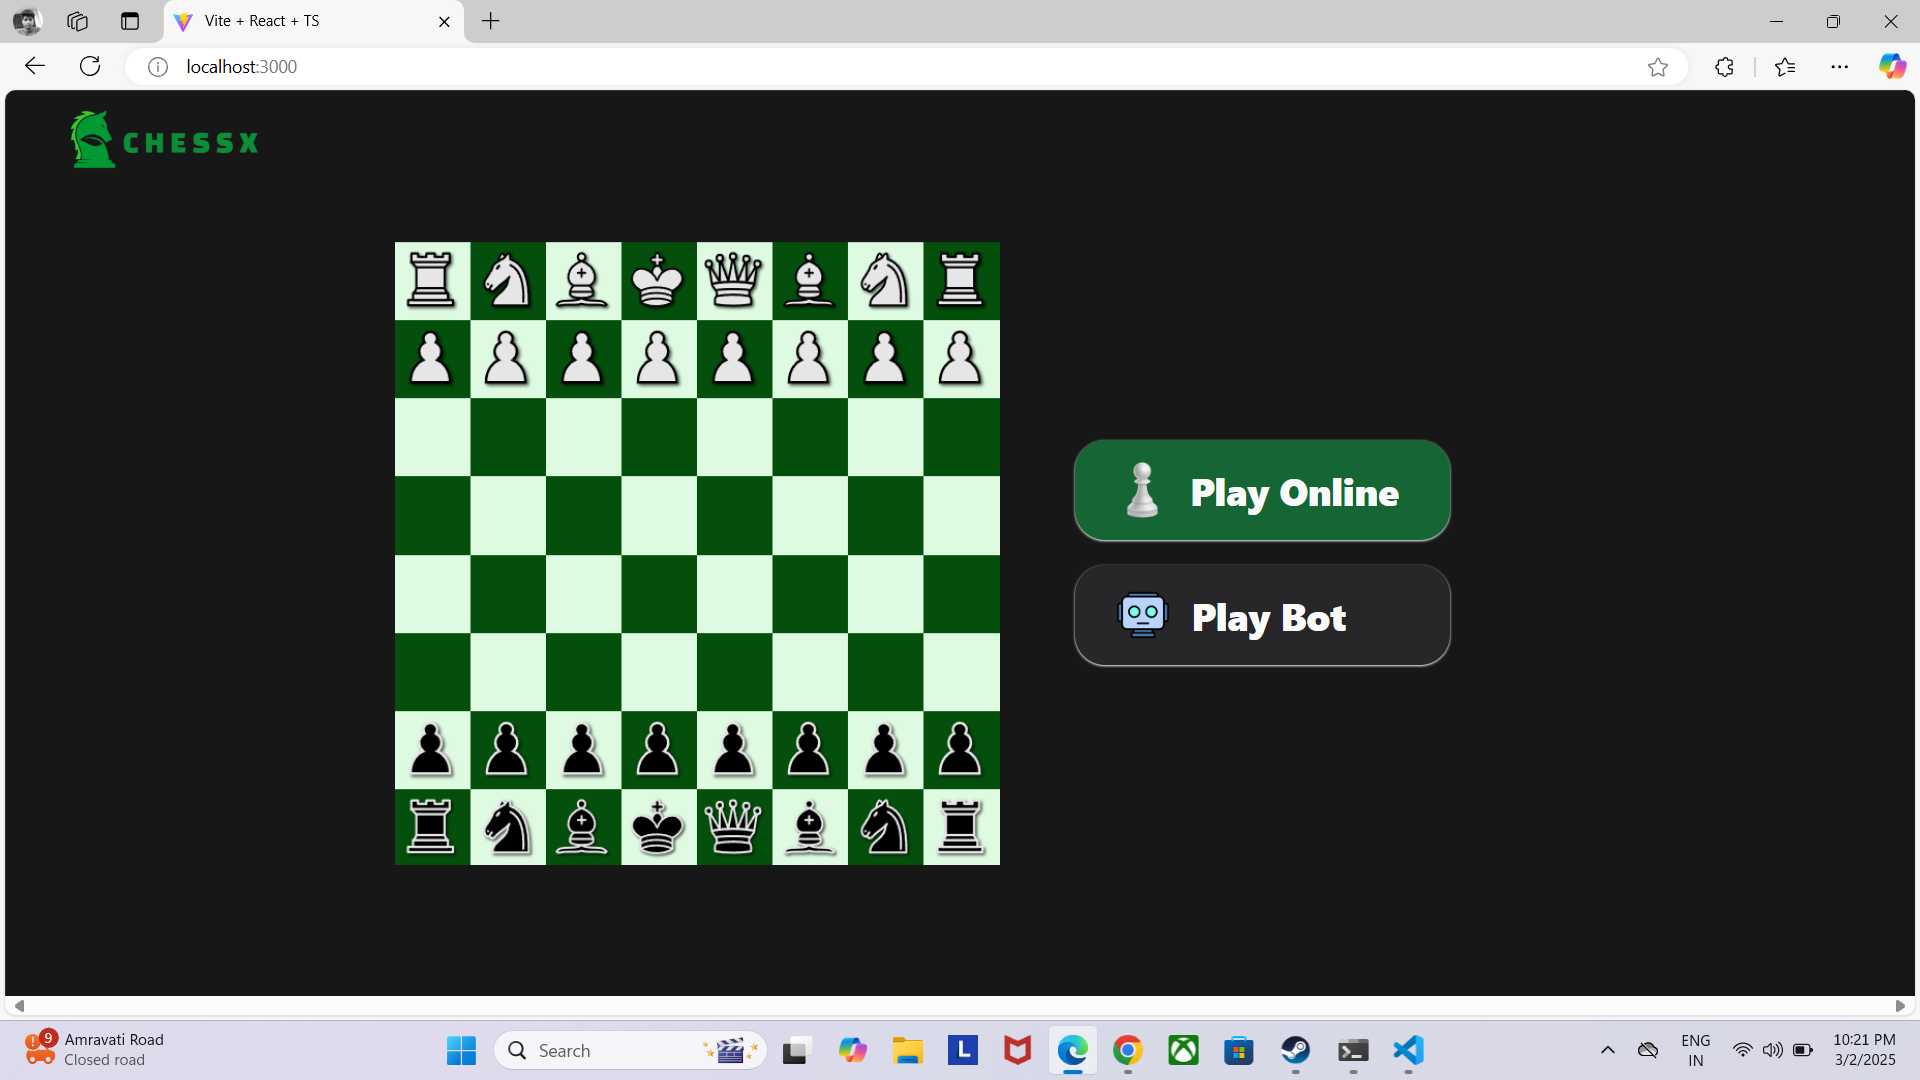 Vite + React + TS
localhost:3000
CHESSX
Play Online
Play Bot
9
Amravati Road
Closed road
Search
L
ENG
IN
10:21 PM
3/2/2025